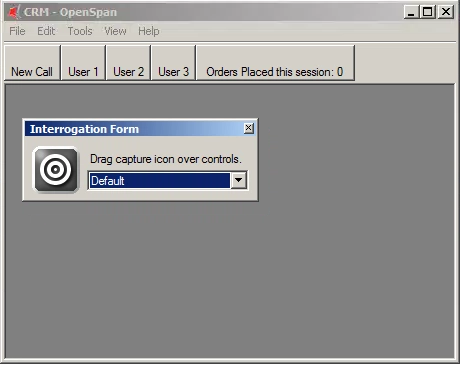 CRM - OpenSpan
File Edit Tools View Help
New Call User 1 User 2 User 3 Orders Placed this session: 0
Interrogation Form
Drag capture icon over controls.
Default